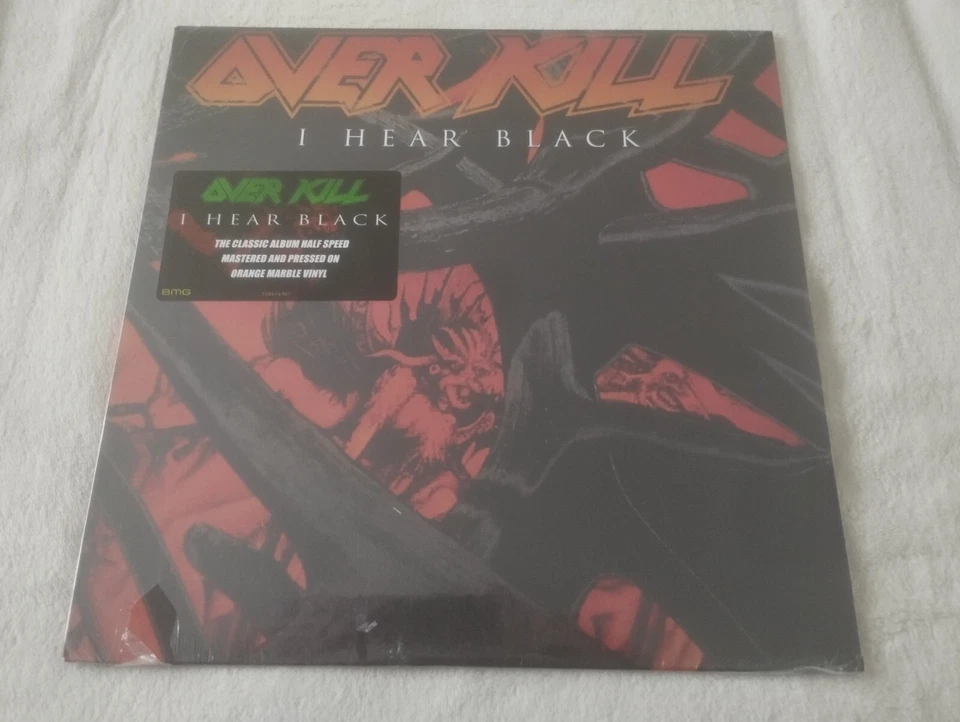 OVER KILL
I HEAR BLACK
OVER KILL
I HEAR BLACK
THE CLASSIC ALBUM HALF SPEED
MASTERED AND PRESSED ON
ORANGE MARBLE VINYL
BMG